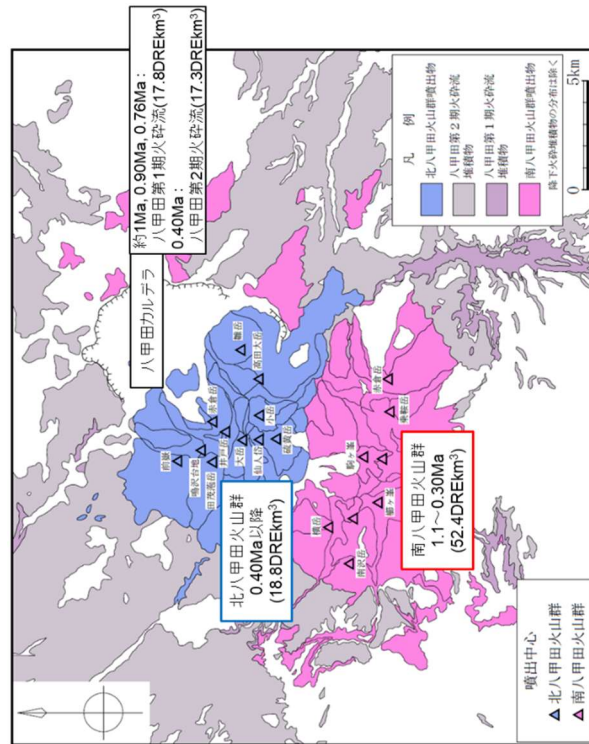 約1Ma, 0.90Ma, 0.76Ma：
八甲田第1期火砕流(17.8DREkm³)
0.40Ma：
八甲田第2期火砕流(17.3DREkm³)
八甲田カルデラ
北八甲田火山群
0.40Ma以降
(18.8DREkm³)
南八甲田火山群
1.1～0.30Ma
(52.4DREkm³)
前嶽
鳴沢台地
田茂萢岳
赤倉岳
井戸岳
大岳
仙人岱
小岳
硫黄岳
高田大岳
雛岳
横岳
南沢岳
駒ヶ峯
櫛ヶ峯
乗鞍岳
赤倉岳
噴出中心
北八甲田火山群
南八甲田火山群
凡　例
北八甲田火山群噴出物
八甲田第2期火砕流
堆積物
八甲田第1期火砕流
堆積物
南八甲田火山群噴出物
降下火砕堆積物の分布は除く
0
5km